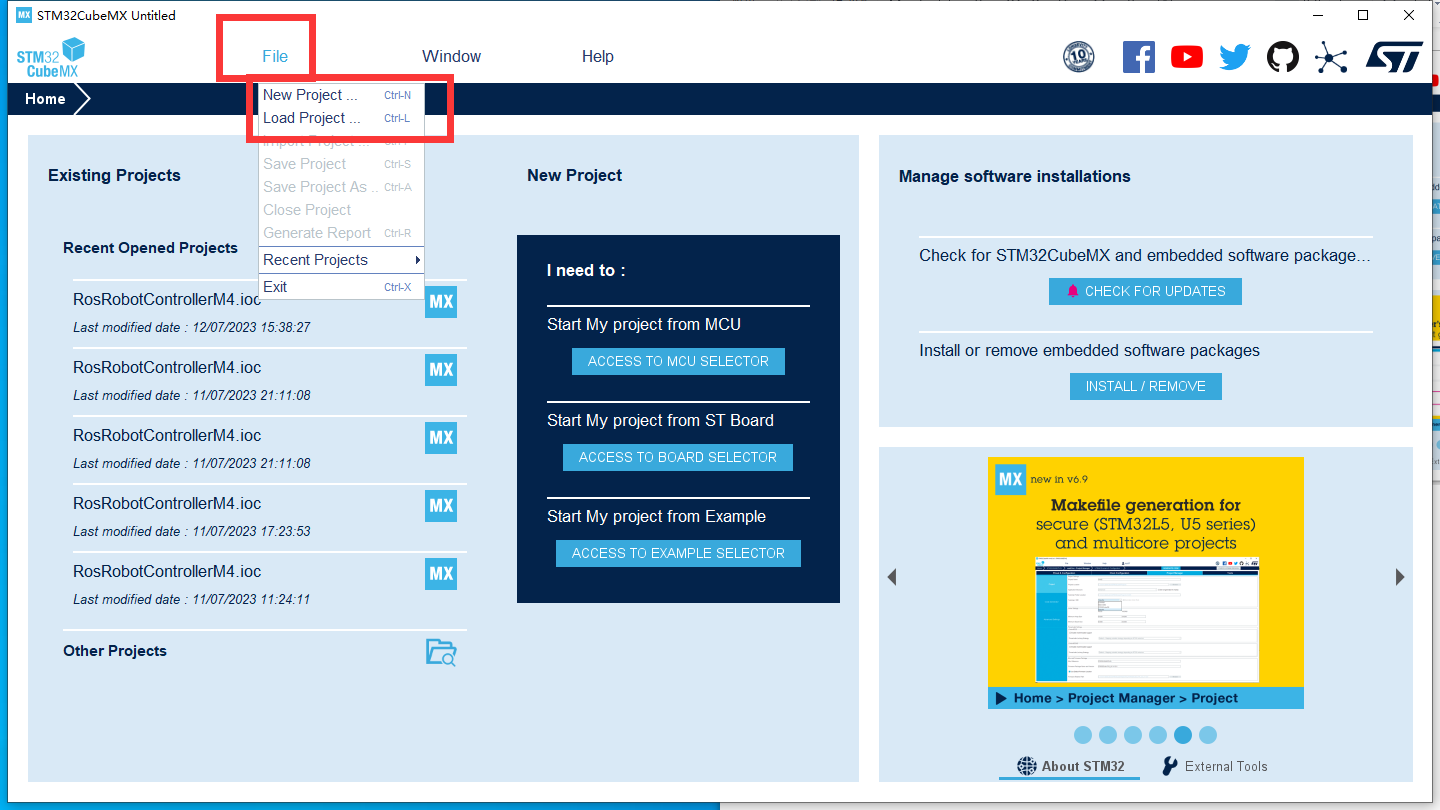 MX STM32CubeMX Untitled
STM32
CubeMX
File
Window
Help
10
Home
New Project ... Ctrl-N
Load Project ... Ctrl-L
Import Project ...
Save Project Ctrl-S
Save Project As .. Ctrl-A
Close Project
Generate Report Ctrl-R
Recent Projects
Exit Ctrl-X
Existing Projects
Recent Opened Projects
RosRobotControllerM4.ioc
MX
Last modified date : 12/07/2023 15:38:27
RosRobotControllerM4.ioc
MX
Last modified date : 11/07/2023 21:11:08
RosRobotControllerM4.ioc
MX
Last modified date : 11/07/2023 21:11:08
RosRobotControllerM4.ioc
MX
Last modified date : 11/07/2023 17:23:53
RosRobotControllerM4.ioc
MX
Last modified date : 11/07/2023 11:24:11
Other Projects
New Project
I need to :
Start My project from MCU
ACCESS TO MCU SELECTOR
Start My project from ST Board
ACCESS TO BOARD SELECTOR
Start My project from Example
ACCESS TO EXAMPLE SELECTOR
Manage software installations
Check for STM32CubeMX and embedded software package...
CHECK FOR UPDATES
Install or remove embedded software packages
INSTALL / REMOVE
MX new in v6.9
Makefile generation for
secure (STM32L5, U5 series)
and multicore projects
Home > Project Manager > Project
About STM32
External Tools